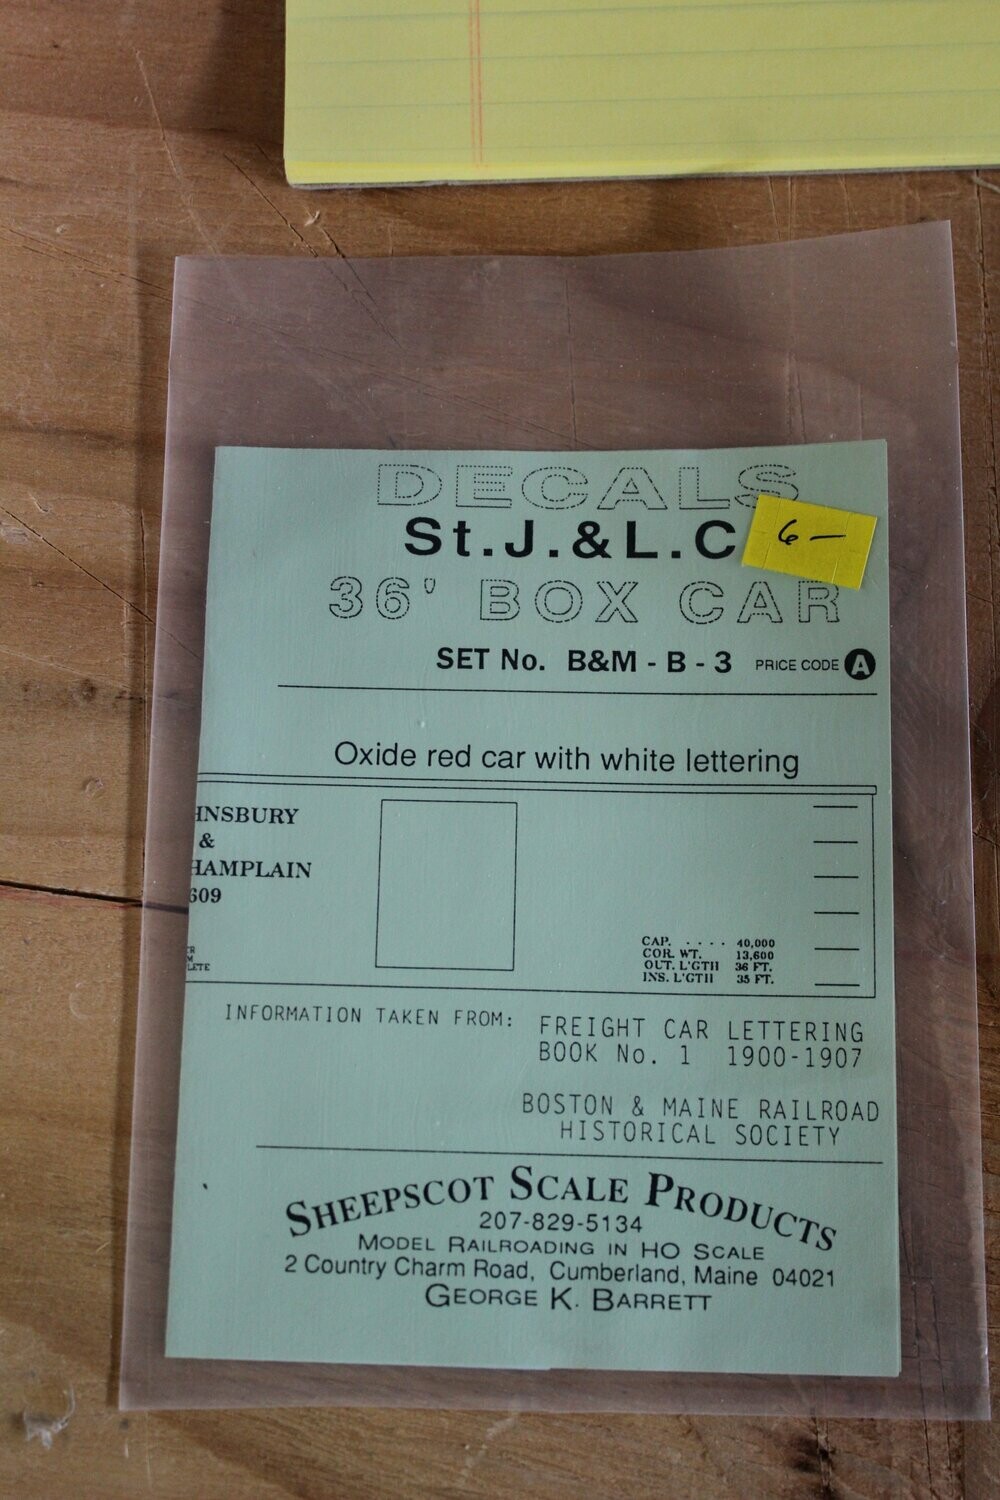 DECALS
St.J.&L.C
6 -
36' BOX CAR
SET No. B&M - B - 3 PRICE CODE A
Oxide red car with white lettering
HNSBURY
&
HAMPLAIN
609
LETE
CAP. . . . . 40,000
COR. WT. 13,600
OUT. L'GTH 36 FT.
INS. L'GTH 35 FT.
INFORMATION TAKEN FROM: FREIGHT CAR LETTERING
BOOK No. 1 1900-1907
BOSTON & MAINE RAILROAD
HISTORICAL SOCIETY
SHEEPSCOT SCALE PRODUCTS
207-829-5134
MODEL RAILROADING IN HO SCALE
2 Country Charm Road, Cumberland, Maine 04021
GEORGE K. BARRETT